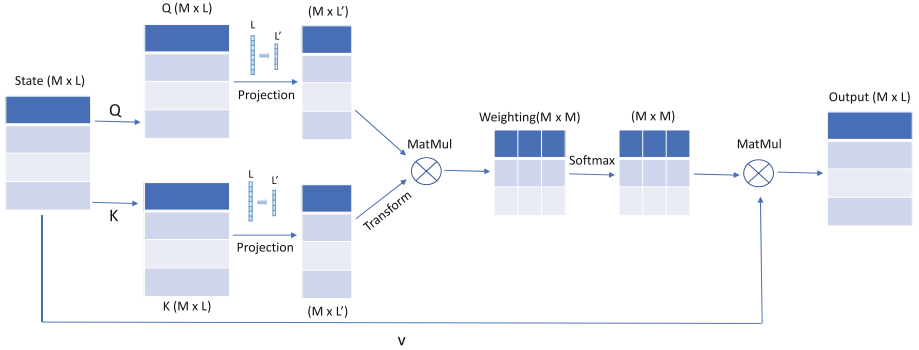 Q (M x L)
(M x L’)
L
L’
Projection
State (M x L)
Q
K
Weighting(M x M)
(M x M)
Output (M x L)
MatMul
Softmax
MatMul
L
L’
Transform
Projection
K (M x L)
(M x L’)
V